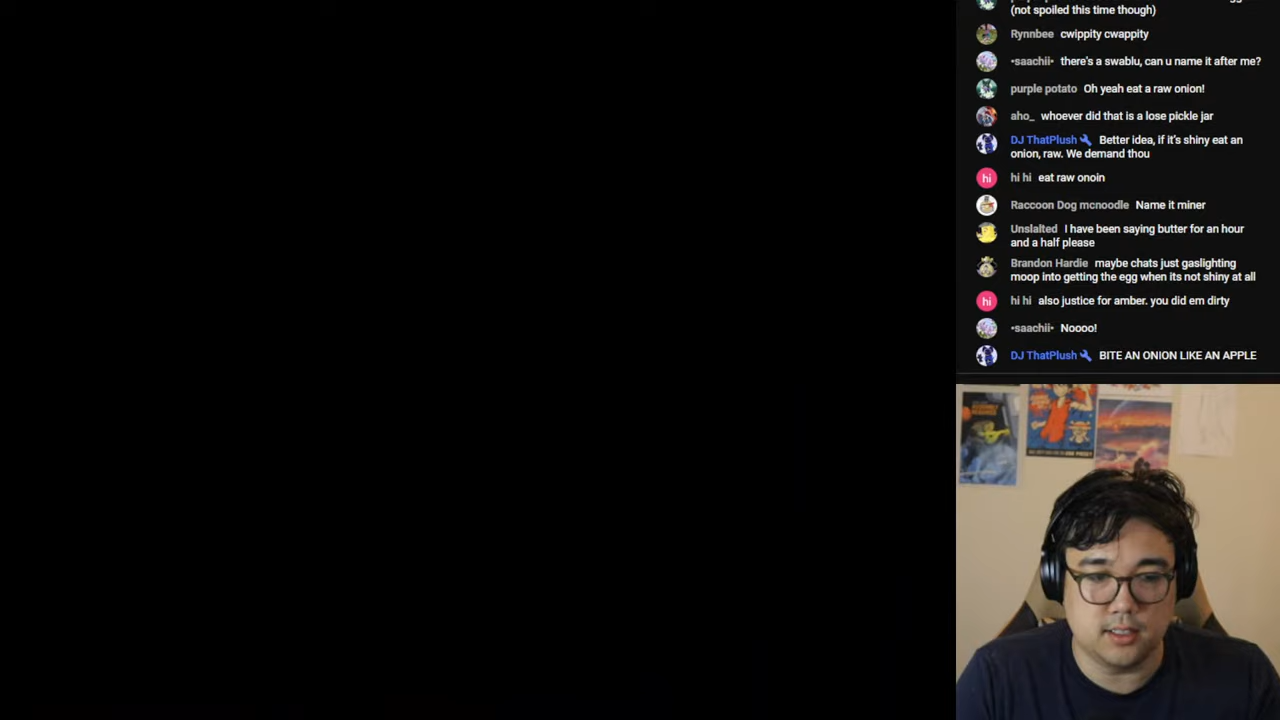 (not spoiled this time though)
Rynnbee cwippity cwappity
•saachii• there's a swablu, can u name it after me?
purple potato Oh yeah eat a raw onion!
aho_ whoever did that is a lose pickle jar
DJ ThatPlush Better idea, if it's shiny eat an
onion, raw. We demand thou
hi
hi hi eat raw onoin
Raccoon Dog mcnoodle Name it miner
Unslalted I have been saying butter for an hour
and a half please
Brandon Hardie maybe chats just gaslighting
moop into getting the egg when its not shiny at all
hi
hi hi also justice for amber. you did em dirty
•saachii• Noooo!
DJ ThatPlush BITE AN ONION LIKE AN APPLE